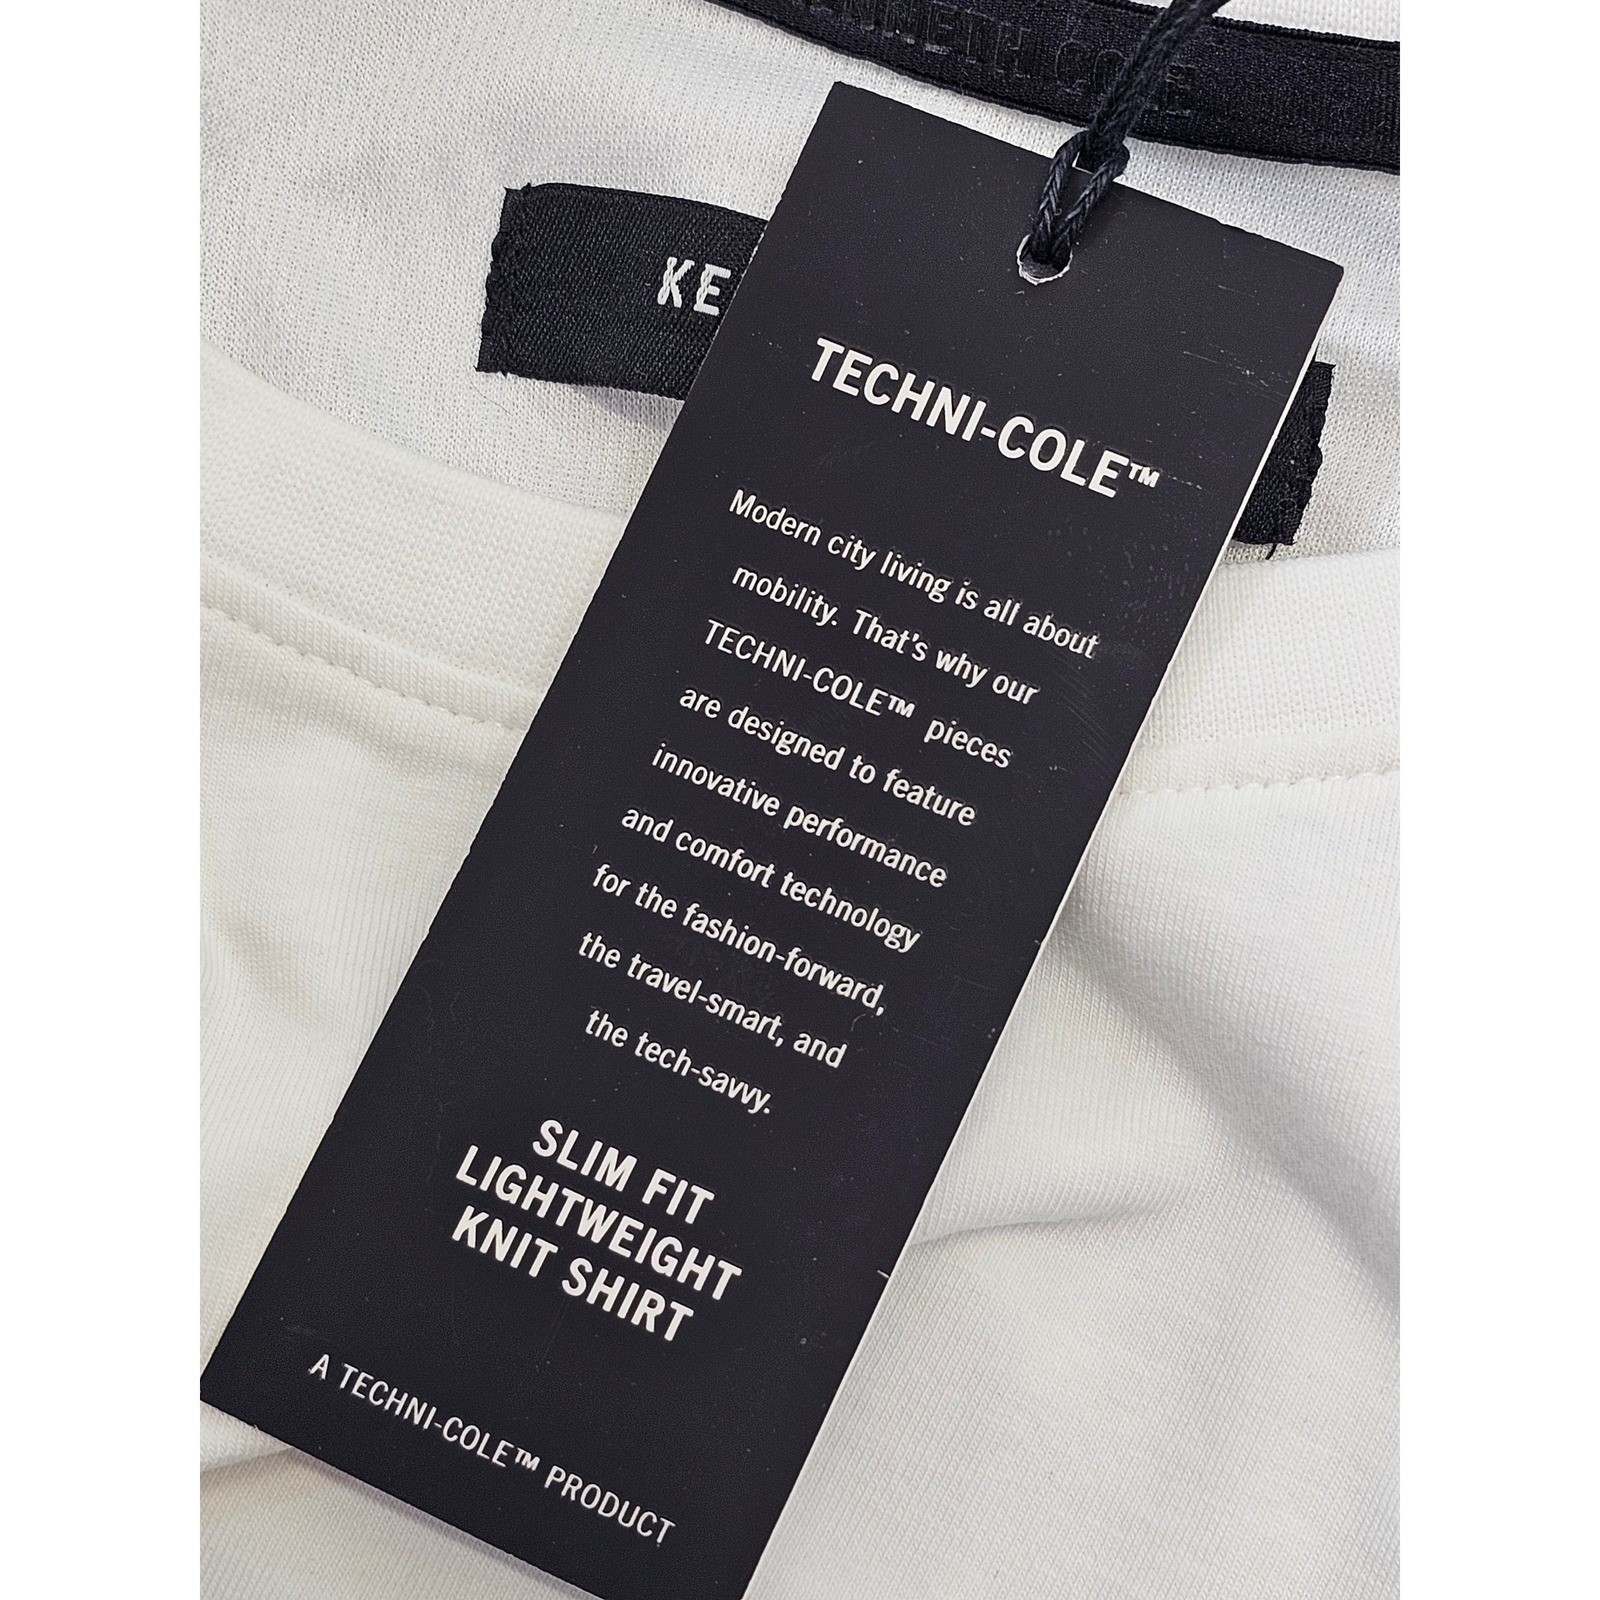 NNETH COLE
KE
TECHNI-COLE™
Modern city living is all about
mobility. That's why our
TECHNI-COLE™ pieces
are designed to feature
innovative performance
and comfort technology
for the fashion-forward,
the travel-smart, and
the tech-savvy.
SLIM FIT
LIGHTWEIGHT
KNIT SHIRT
A TECHNI-COLE™ PRODUCT